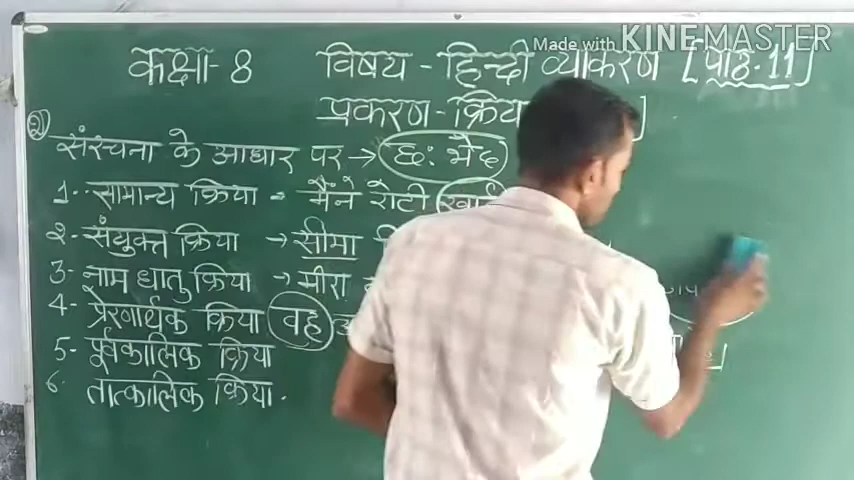 Made with KINEMASTER
कक्षा-8 विषय - हिन्दी व्याकरण [पाठ-11]
प्रकरण-क्रिया ]
② संरचना के आधार पर → छः भेद
1. सामान्य क्रिया - मैंने रोटी खाई
2- संयुक्त क्रिया → सीमा
3- नाम धातु क्रिया → मीरा
4- प्रेरणार्थक क्रिया वह
5- पूर्वकालिक क्रिया
6. तात्कालिक क्रिया.